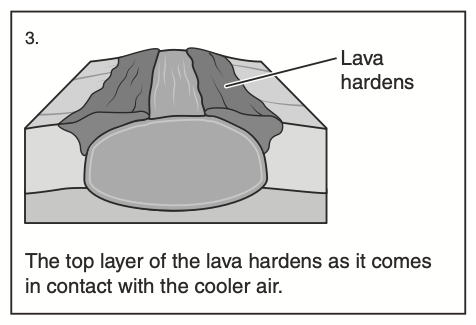 3.
Lava
hardens
The top layer of the lava hardens as it comes
in contact with the cooler air.